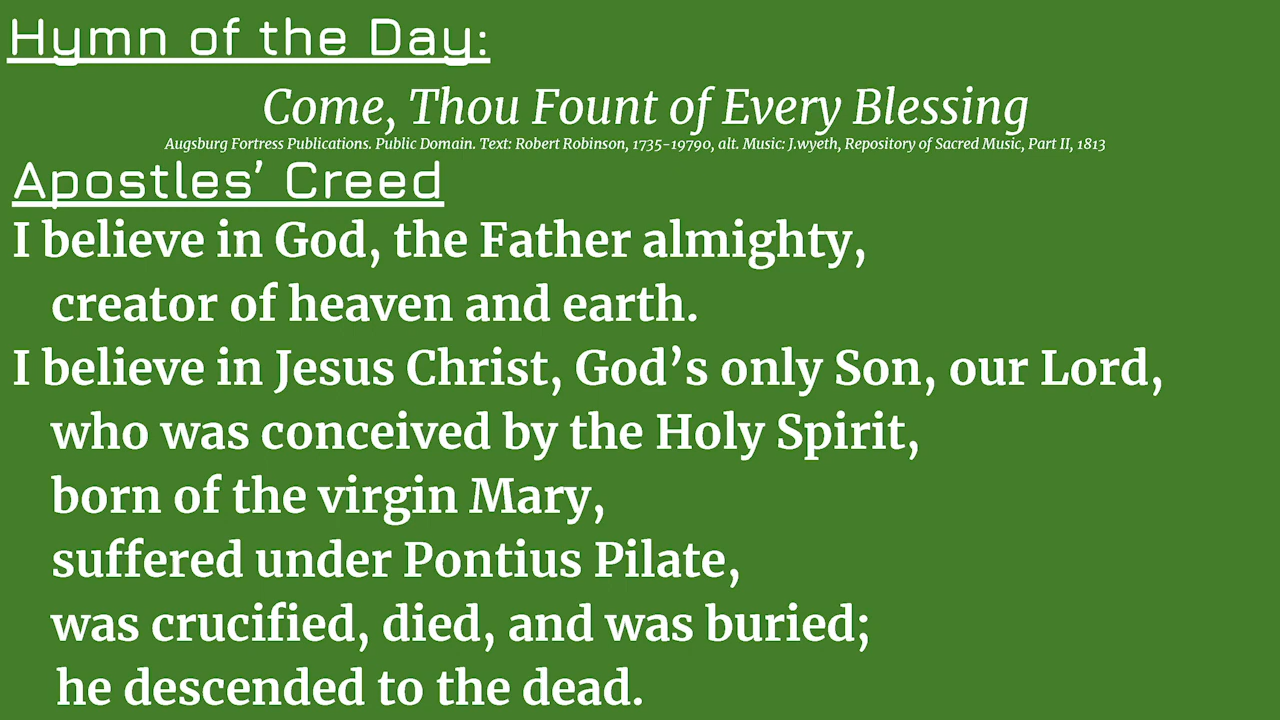 Hymn of the Day:
Come, Thou Fount of Every Blessing
Augsburg Fortress Publications. Public Domain. Text: Robert Robinson, 1735-19790, alt. Music: J.wyeth, Repository of Sacred Music, Part II, 1813
Apostles’ Creed
I believe in God, the Father almighty,
creator of heaven and earth.
I believe in Jesus Christ, God’s only Son, our Lord,
who was conceived by the Holy Spirit,
born of the virgin Mary,
suffered under Pontius Pilate,
was crucified, died, and was buried;
he descended to the dead.